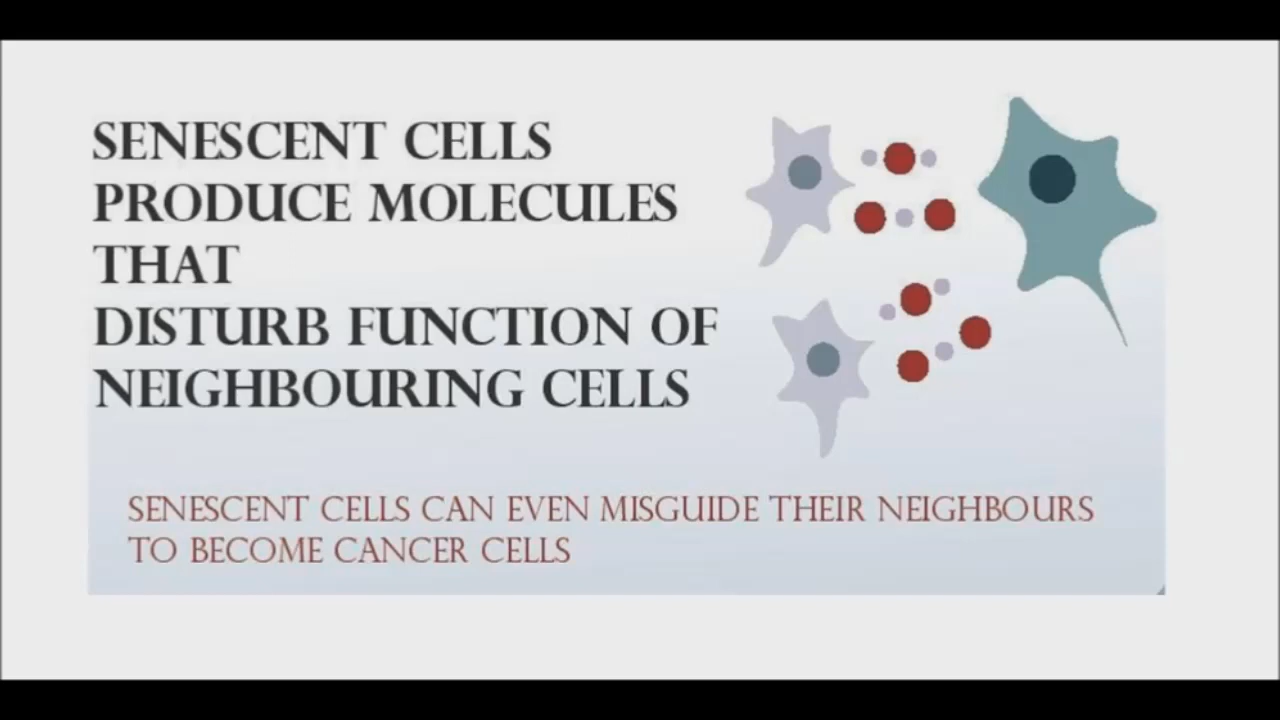 SENESCENT CELLS
PRODUCE MOLECULES
THAT
DISTURB FUNCTION OF
NEIGHBOURING CELLS
SENESCENT CELLS CAN EVEN MISGUIDE THEIR NEIGHBOURS
TO BECOME CANCER CELLS